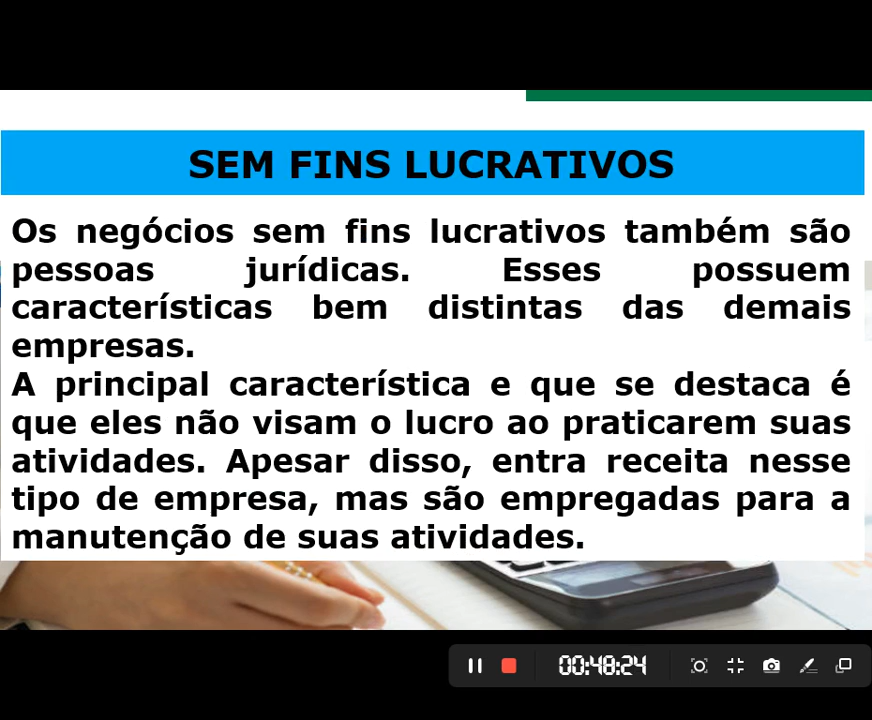 SEM FINS LUCRATIVOS
Os negócios sem fins lucrativos também são
pessoas jurídicas. Esses possuem
características bem distintas das demais
empresas.
A principal característica e que se destaca é
que eles não visam o lucro ao praticarem suas
atividades. Apesar disso, entra receita nesse
tipo de empresa, mas são empregadas para a
manutenção de suas atividades.
00:48:24